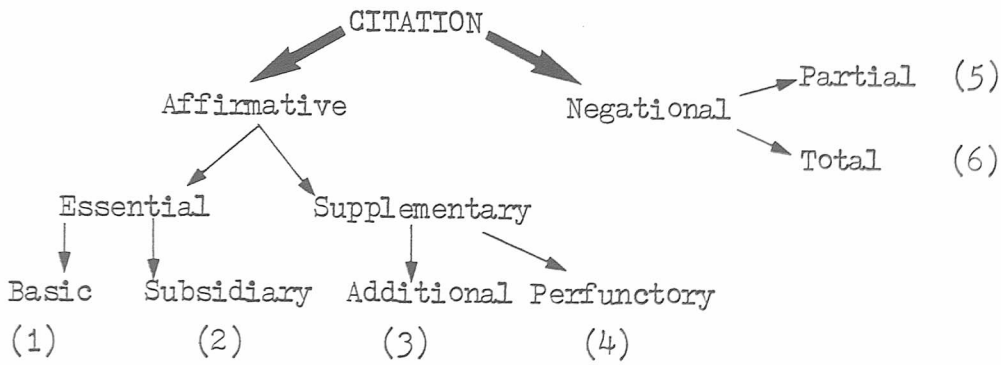 CITATION
Partial (5)
Affirmative
Negational
Total (6)
Essential Supplementary
Basic Subsidiary Additional Perfunctory
(1) (2) (3) (4)